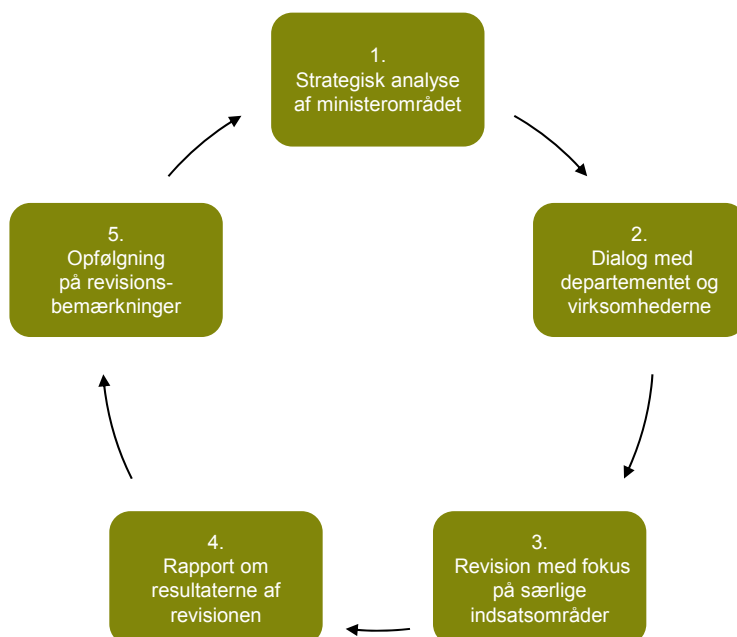 1.
Strategisk analyse
af ministerområdet
2.
Dialog med
departementet og
virksomhederne
3.
Revision med fokus
på særlige
indsatsområder
4.
Rapport om
resultaterne af
revisionen
5.
Opfølgning
på revisions-
bemærkninger